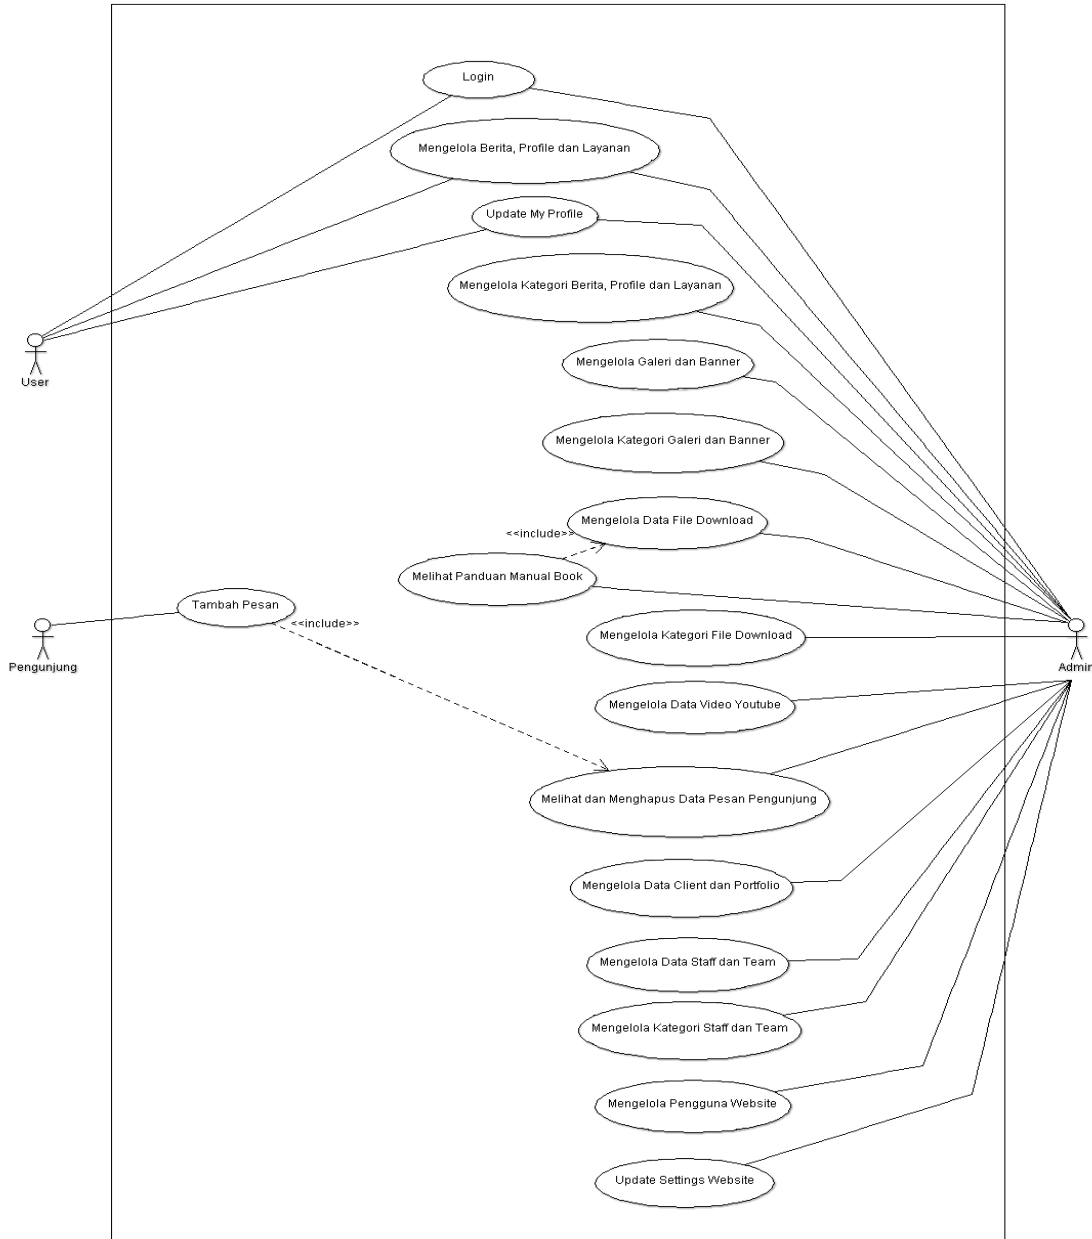 Login
Mengelola Berita, Profile dan Layanan
Update My Profile
Mengelola Kategori Berita, Profile dan Layanan
User
Mengelola Galeri dan Banner
Mengelola Kategori Galeri dan Banner
Mengelola Data File Download
<<include>>
Melihat Panduan Manual Book
Tambah Pesan
<<include>>
Pengunjung
Mengelola Kategori File Download
Admin
Mengelola Data Video Youtube
Melihat dan Menghapus Data Pesan Pengunjung
Mengelola Data Client dan Portfolio
Mengelola Data Staff dan Team
Mengelola Kategori Staff dan Team
Mengelola Pengguna Website
Update Settings Website